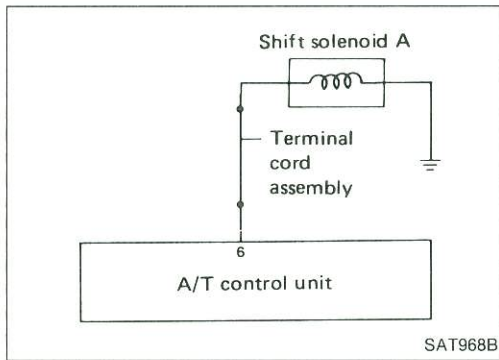 Shift solenoid A
Terminal
cord
assembly
6
A/T control unit
SAT968B